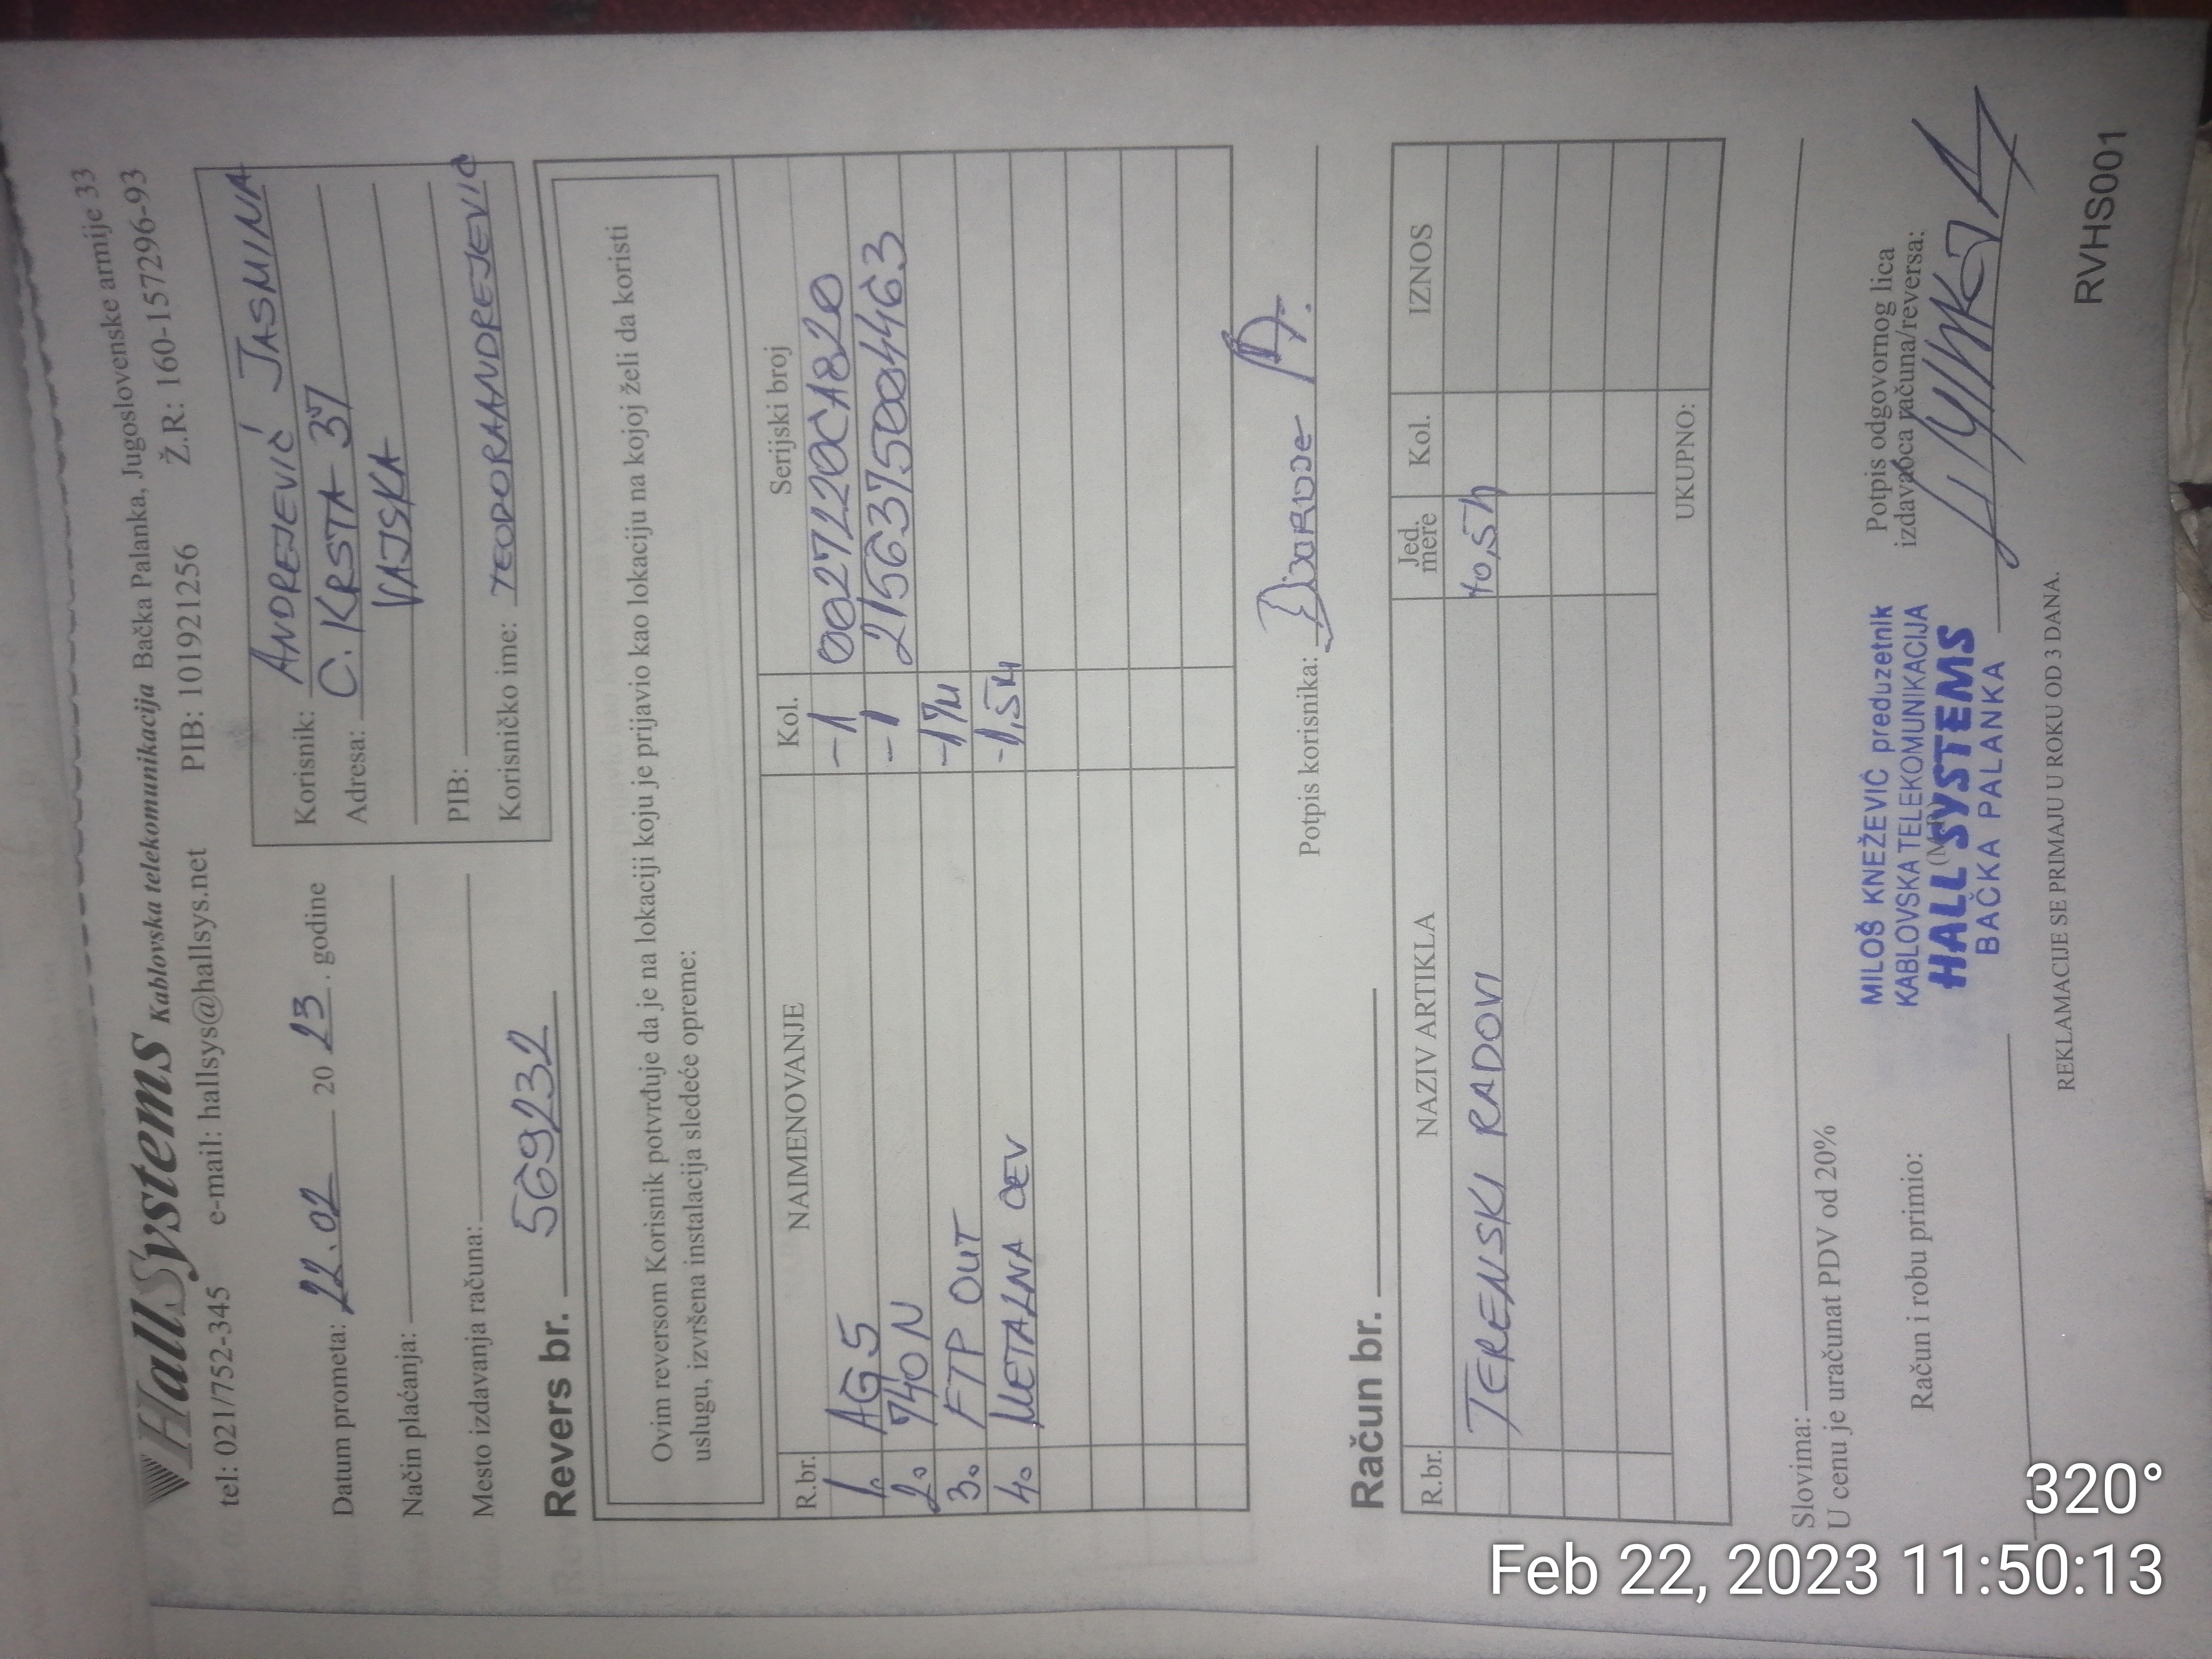 HallSystems Kablovska telekomunikacija Bačka Palanka, Jugoslovenske armije 33
tel: 021/752-345 e-mail: hallsys@hallsys.net PIB: 101921256 Ž.R: 160-157296-93
Datum prometa: 22.02 20 23. godine
Način plaćanja:
Mesto izdavanja računa:
Korisnik: ANDREJEVIĆ JASMINA
Adresa: C. KRSTA 37
VAJSKA
PIB:
Korisničko ime: TEODORAANDREJEVIC
Revers br. 569232
Ovim reversom Korisnik potvrđuje da je na lokaciji koju je prijavio kao lokaciju na kojoj želi da koristi
uslugu, izvršena instalacija sledeće opreme:
R.br. NAIMENOVANJE Kol. Serijski broj
1. AG5 -1 0027220CA820
2. 740N -1 2156375004463
3. FTP OUT -17M
4. METALNA CEV -1,5M
Potpis korisnika: A.
Račun br.
R.br. NAZIV ARTIKLA Jed. mere Kol. IZNOS
TERENSKI RADOVI +0,5h
UKUPNO:
Slovima:
U cenu je uračunat PDV od 20%
Račun i robu primio:
MILOŠ KNEŽEVIĆ preduzetnik
KABLOVSKA TELEKOMUNIKACIJA
HALL SYSTEMS
BAČKA PALANKA
Potpis odgovornog lica
izdavaoca računa/reversa:
REKLAMACIJE SE PRIMAJU U ROKU OD 3 DANA.
RVHS001
320°
Feb 22, 2023 11:50:13